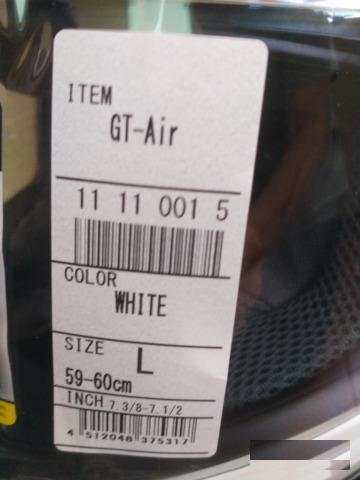 ITEM
GT-Air
11 11 001 5
COLOR
WHITE
SIZE
L
59-60cm
INCH 7.3/8-7.1/2
4 512048 375317